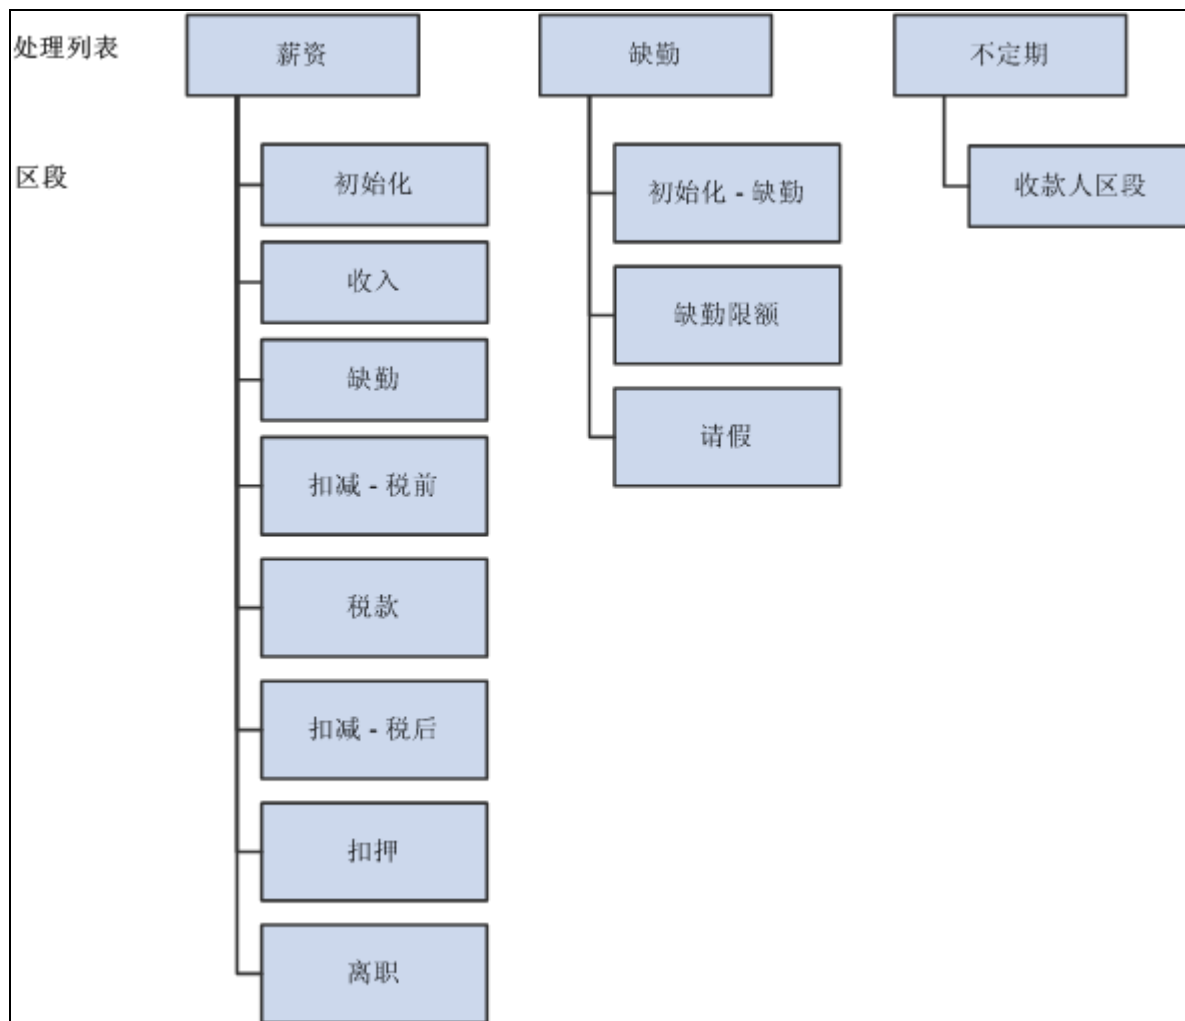 处理列表
薪资
缺勤
不定期
区段
初始化
收入
缺勤
扣减 - 税前
税款
扣减 - 税后
扣押
离职
初始化 - 缺勤
缺勤限额
请假
收款人区段